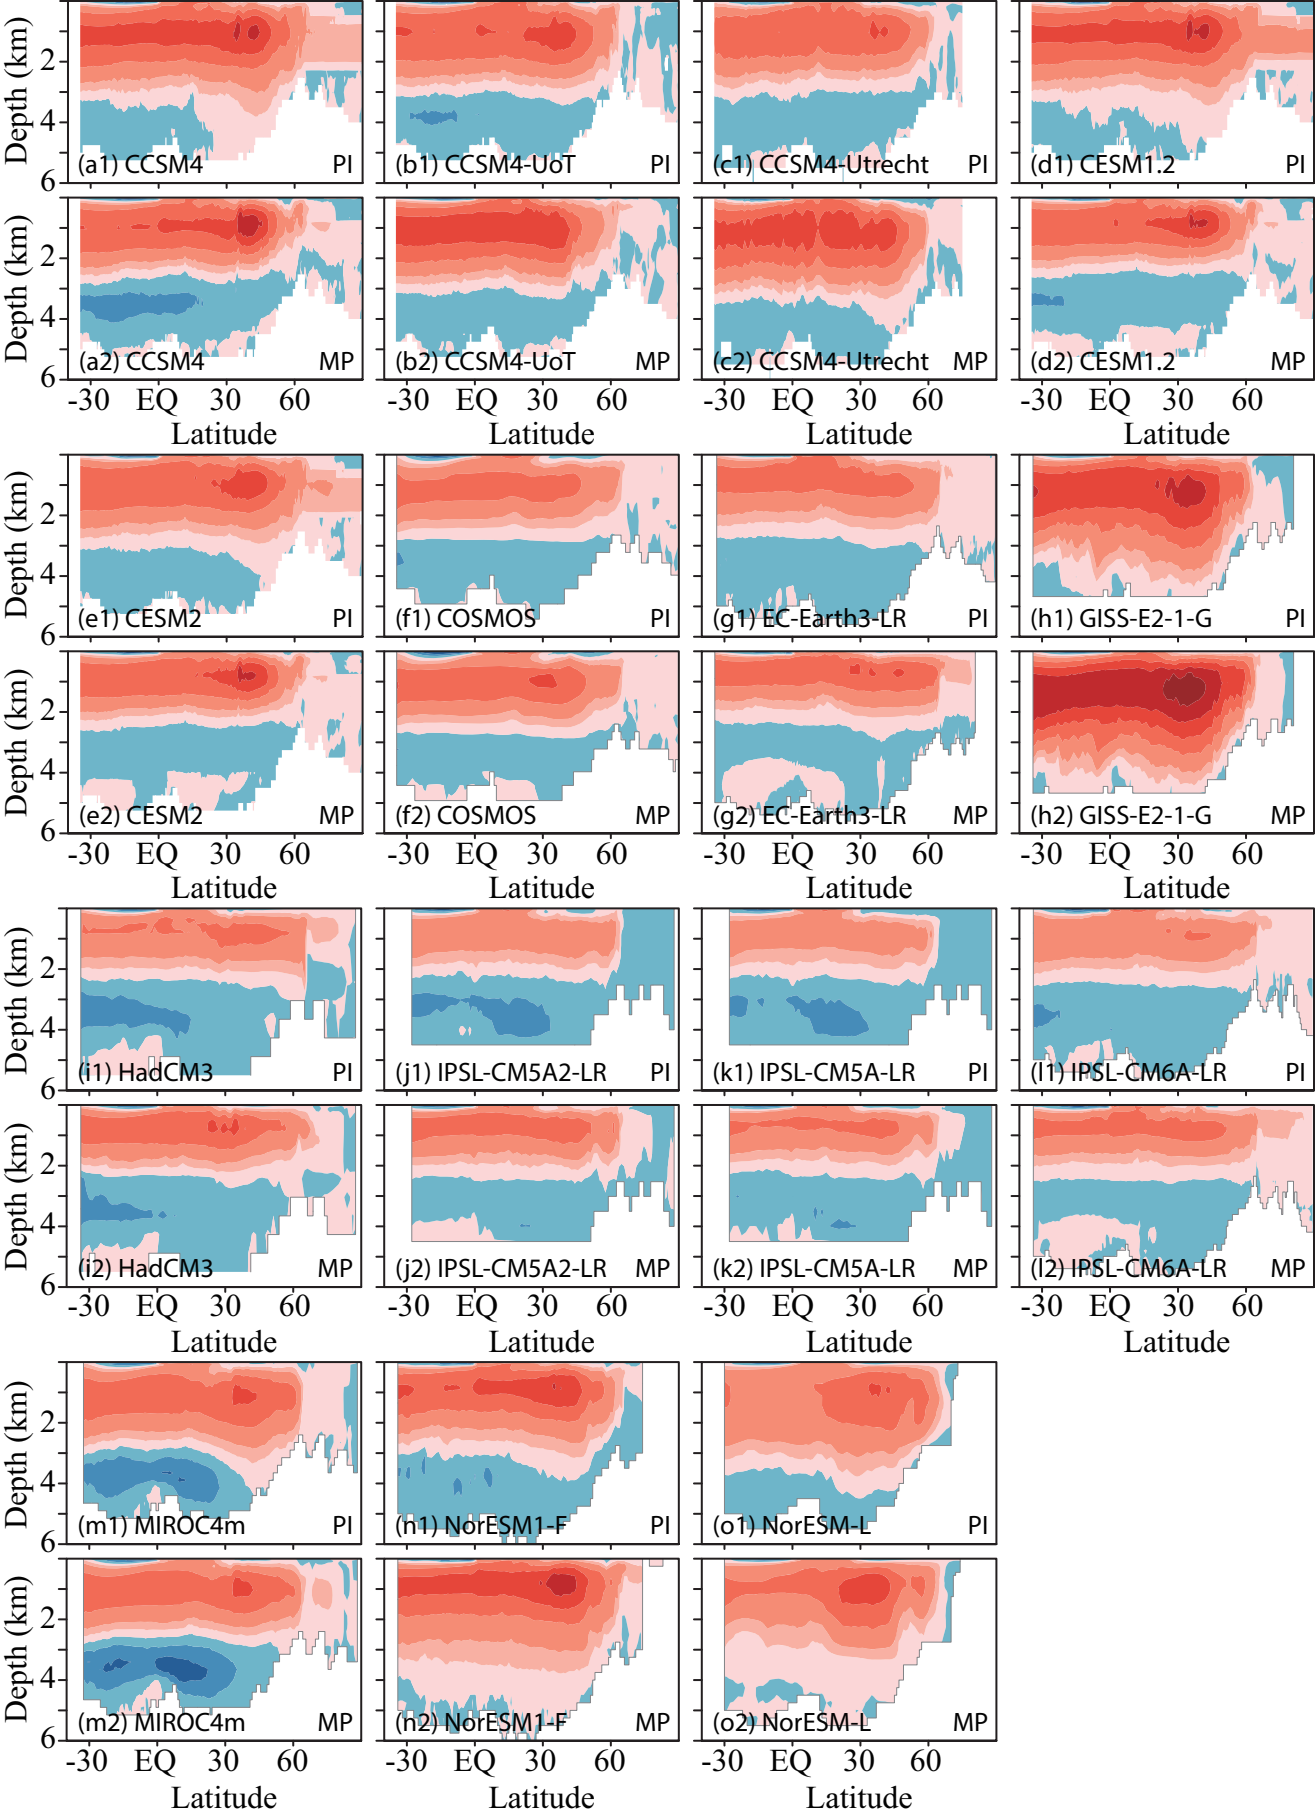 Depth (km)
2
4
6
(a1) CCSM4 PI
(b1) CCSM4-UoT PI
(c1) CCSM4-Utrecht PI
(d1) CESM1.2 PI
Depth (km)
2
4
6
(a2) CCSM4 MP
(b2) CCSM4-UoT MP
(c2) CCSM4-Utrecht MP
(d2) CESM1.2 MP
-30 EQ 30 60
-30 EQ 30 60
-30 EQ 30 60
-30 EQ 30 60
Latitude
Latitude
Latitude
Latitude
Depth (km)
2
4
6
(e1) CESM2 PI
(f1) COSMOS PI
(g1) EC-Earth3-LR PI
(h1) GISS-E2-1-G PI
Depth (km)
2
4
6
(e2) CESM2 MP
(f2) COSMOS MP
(g2) EC-Earth3-LR MP
(h2) GISS-E2-1-G MP
-30 EQ 30 60
-30 EQ 30 60
-30 EQ 30 60
-30 EQ 30 60
Latitude
Latitude
Latitude
Latitude
Depth (km)
2
4
6
(i1) HadCM3 PI
(j1) IPSL-CM5A2-LR PI
(k1) IPSL-CM5A-LR PI
(l1) IPSL-CM6A-LR PI
Depth (km)
2
4
6
(i2) HadCM3 MP
(j2) IPSL-CM5A2-LR MP
(k2) IPSL-CM5A-LR MP
(l2) IPSL-CM6A-LR MP
-30 EQ 30 60
-30 EQ 30 60
-30 EQ 30 60
-30 EQ 30 60
Latitude
Latitude
Latitude
Latitude
Depth (km)
2
4
6
(m1) MIROC4m PI
(n1) NorESM1-F PI
(o1) NorESM-L PI
Depth (km)
2
4
6
(m2) MIROC4m MP
(n2) NorESM1-F MP
(o2) NorESM-L MP
-30 EQ 30 60
-30 EQ 30 60
-30 EQ 30 60
Latitude
Latitude
Latitude